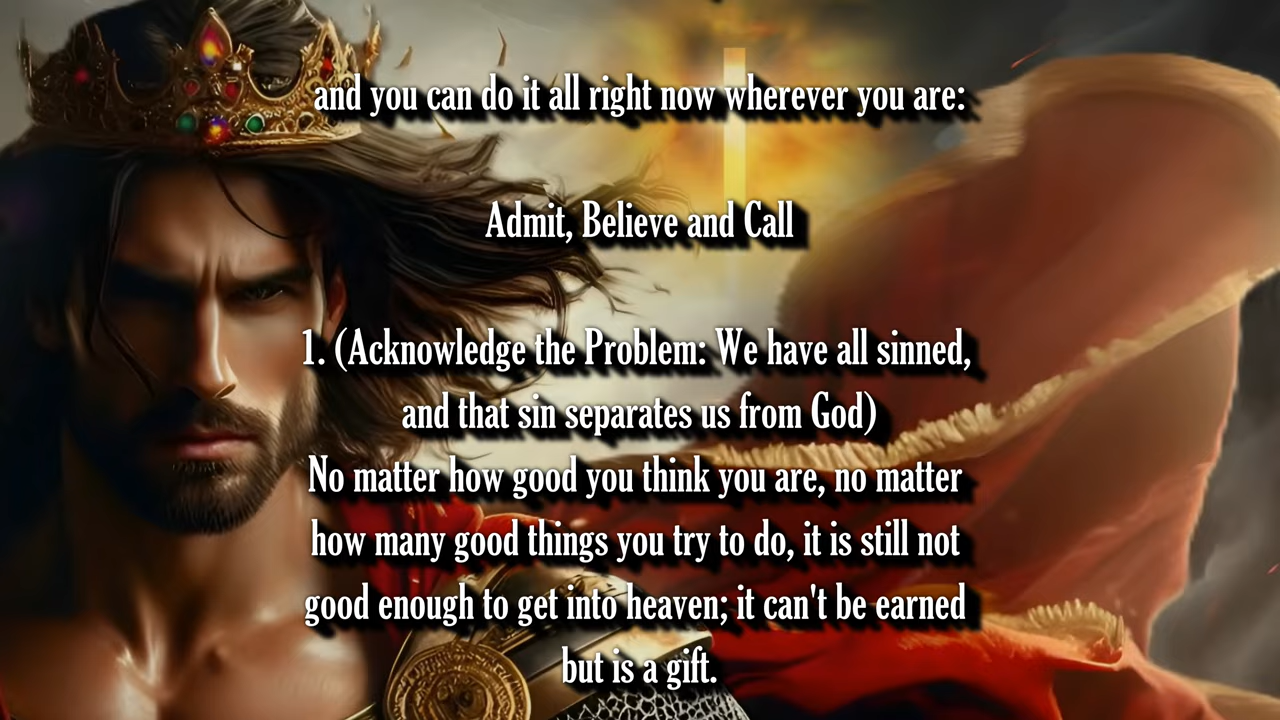 and you can do it all right now wherever you are:
Admit, Believe and Call
1. (Acknowledge the Problem: We have all sinned,
and that sin separates us from God)
No matter how good you think you are, no matter
how many good things you try to do, it is still not
good enough to get into heaven; it can't be earned
but is a gift.